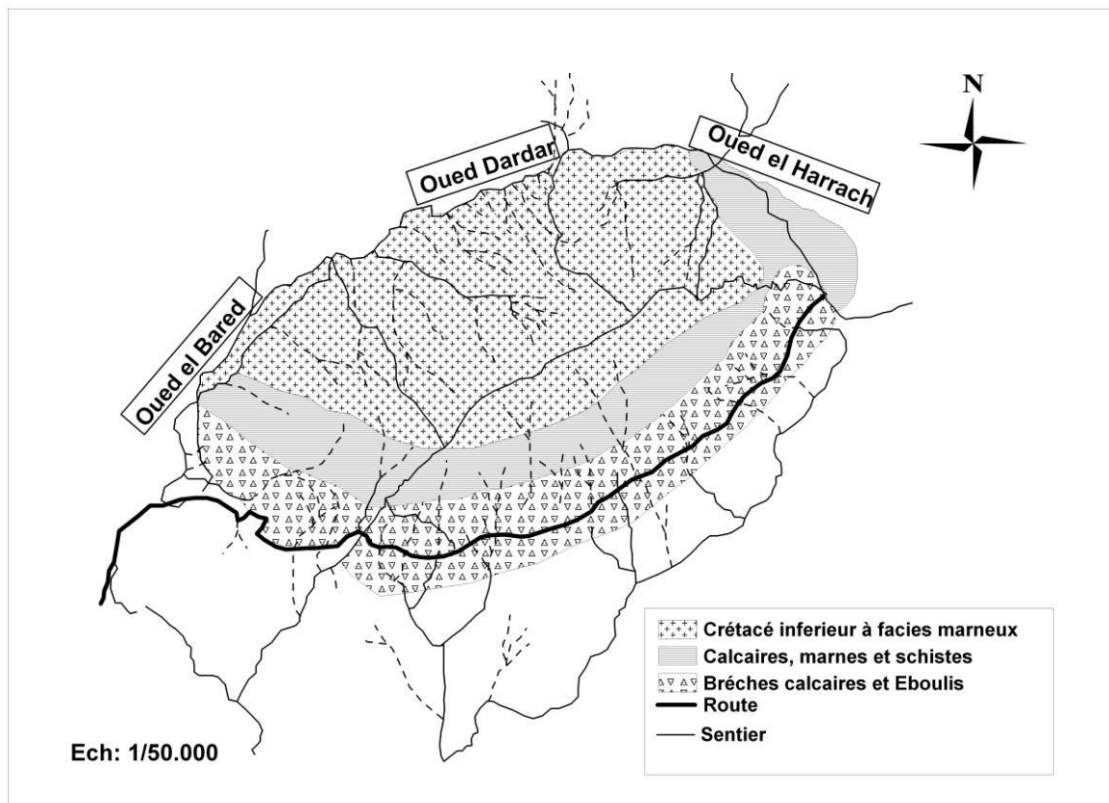 N
Oued Dardar
Oued el Harrach
Oued el Bared
Crétacé inferieur à facies marneux
Calcaires, marnes et schistes
Bréches calcaires et Eboulis
Route
Sentier
Ech: 1/50.000